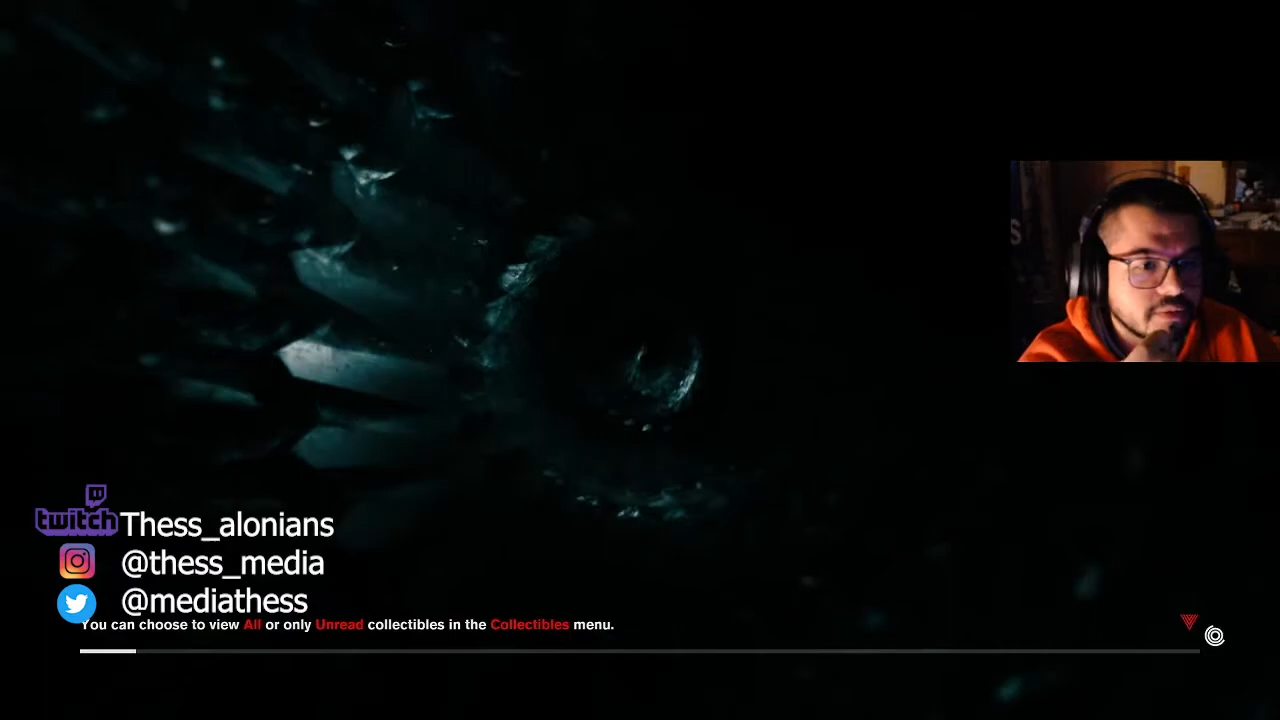 twitch Thess_alonians
@thess_media
@mediathess
You can choose to view All or only Unread collectibles in the Collectibles menu.
S